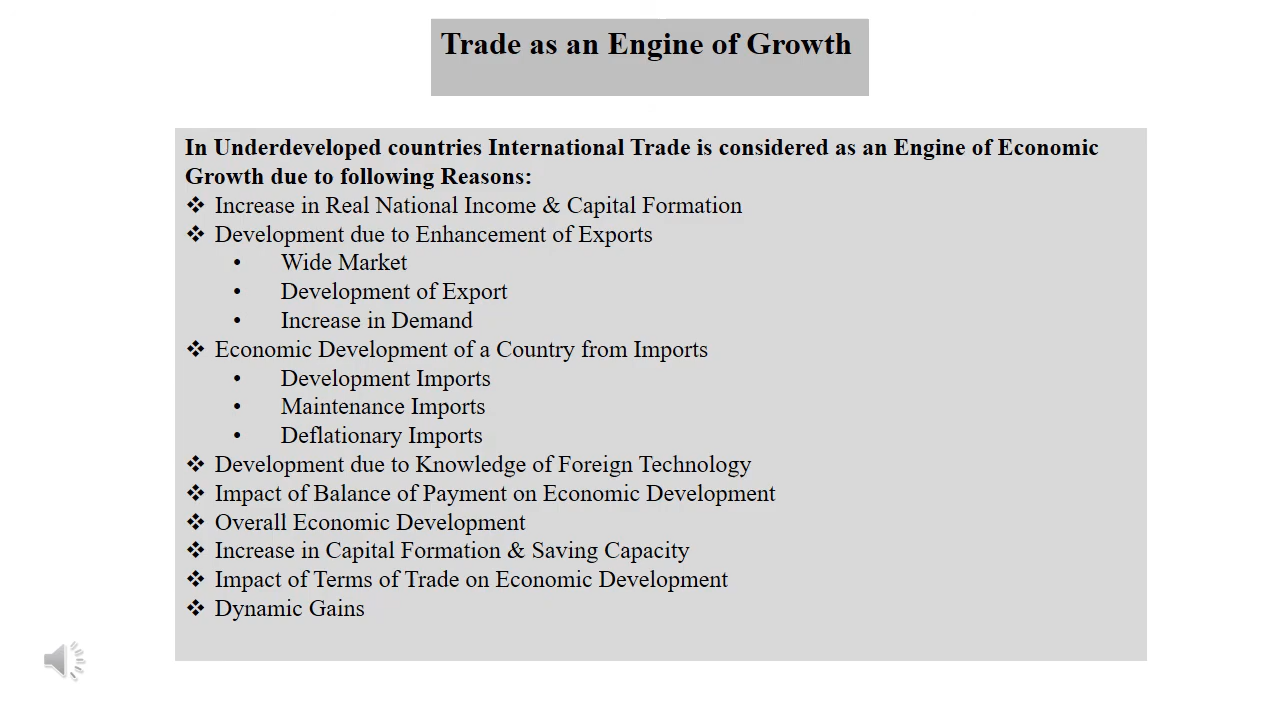 Trade as an Engine of Growth
In Underdeveloped countries International Trade is considered as an Engine of Economic
Growth due to following Reasons:
❖ Increase in Real National Income & Capital Formation
❖ Development due to Enhancement of Exports
• Wide Market
• Development of Export
• Increase in Demand
❖ Economic Development of a Country from Imports
• Development Imports
• Maintenance Imports
• Deflationary Imports
❖ Development due to Knowledge of Foreign Technology
❖ Impact of Balance of Payment on Economic Development
❖ Overall Economic Development
❖ Increase in Capital Formation & Saving Capacity
❖ Impact of Terms of Trade on Economic Development
❖ Dynamic Gains